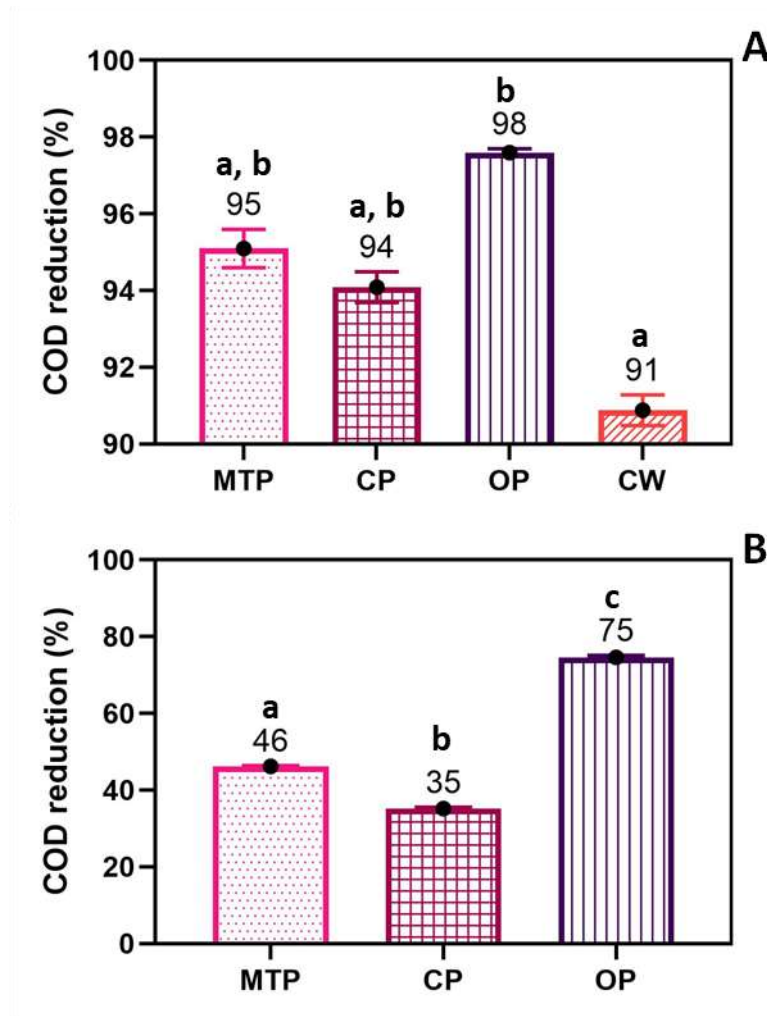 A
COD reduction (%)
100
98
96
94
92
90
a, b
95
a, b
94
b
98
a
91
MTP CP OP CW
B
COD reduction (%)
100
80
60
40
20
0
a
46
b
35
c
75
MTP CP OP